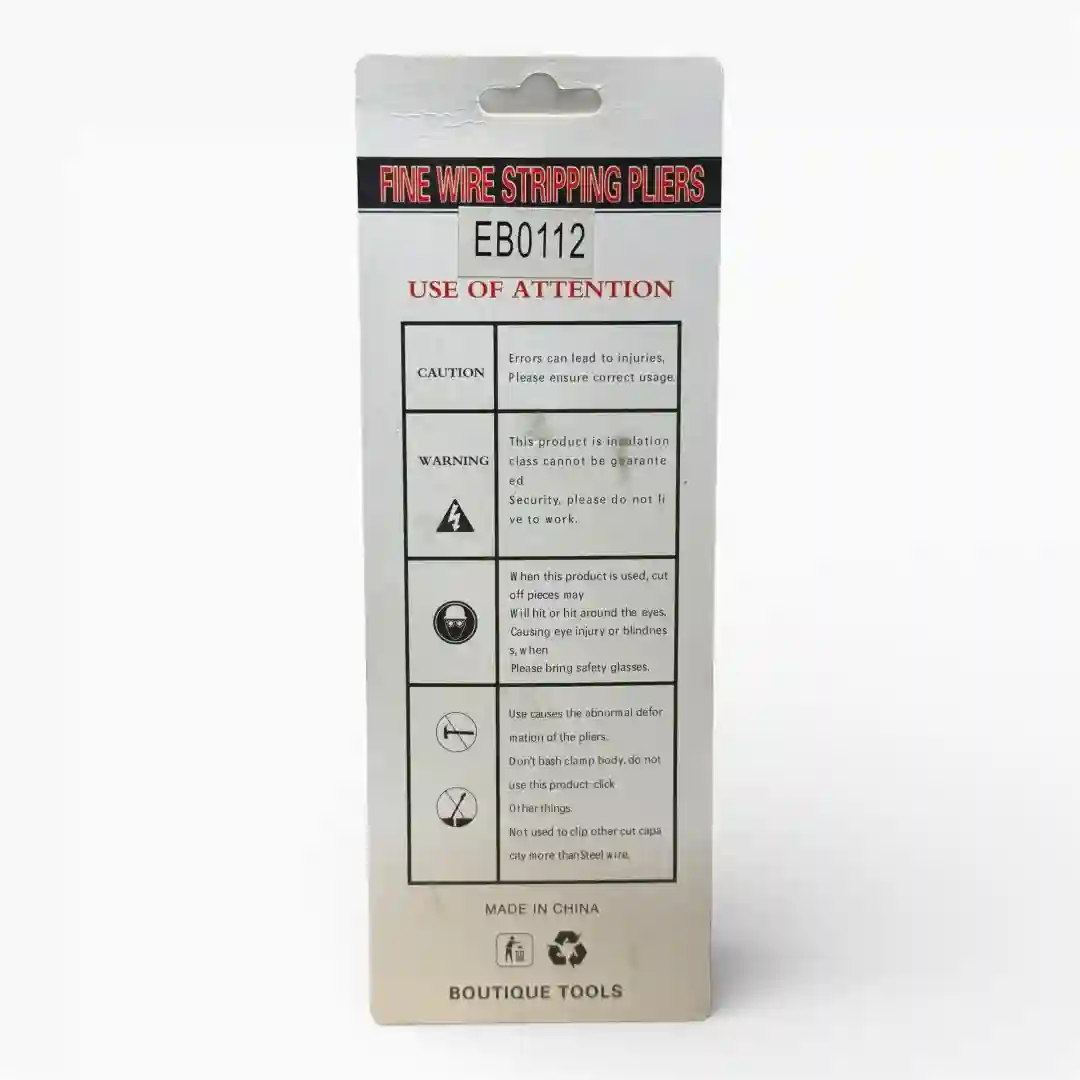 FINE WIRE STRIPPING PLIERS
EB0112
USE OF ATTENTION
CAUTION
Errors can lead to injuries,
Please ensure correct usage.
WARNING
This product is insulation
class cannot be guarante
ed
Security, please do not li
ve to work.
When this product is used, cut
off pieces may
Will hit or hit around the eyes.
Causing eye injury or blindnes
s, when
Please bring safety glasses.
Use causes the abnormal defor
mation of the pliers.
Don't bash clamp body. do not
use this product click
Other things.
Not used to clip other cut capa
city more than Steel wire.
MADE IN CHINA
BOUTIQUE TOOLS